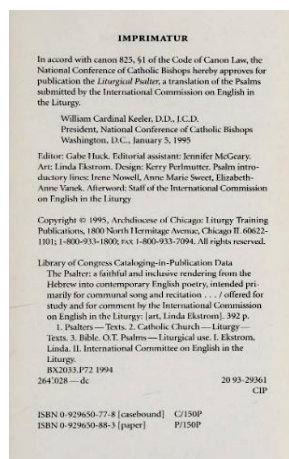 IMPRIMATUR
In accord with canon 825, §1 of the Code of Canon Law, the
National Conference of Catholic Bishops hereby approves for
publication the Liturgical Psalter, a translation of the Psalms
submitted by the International Commission on English in
the Liturgy.
William Cardinal Keeler, D.D., J.C.D.
President, National Conference of Catholic Bishops
Washington, D.C., January 5, 1995
Editor: Gabe Huck. Editorial assistant: Jennifer McGeary.
Art: Linda Ekstrom. Design: Kerry Perlmutter. Psalm intro-
ductory lines: Irene Nowell, Anne Marie Sweet, Elizabeth-
Anne Vanek. Afterword: Staff of the International Commission
on English in the Liturgy
Copyright © 1995, Archdiocese of Chicago: Liturgy Training
Publications, 1800 North Hermitage Avenue, Chicago IL 60622-
1101; 1-800-933-1800; FAX 1-800-933-7094. All rights reserved.
Library of Congress Cataloging-in-Publication Data
The Psalter: a faithful and inclusive rendering from the
Hebrew into contemporary English poetry, intended pri-
marily for communal song and recitation . . . / offered for
study and for comment by the International Commission
on English in the Liturgy: [art, Linda Ekstrom]. 392 p.
1. Psalters — Texts. 2. Catholic Church — Liturgy —
Texts. 3. Bible. O.T. Psalms — Liturgical use. I. Ekstrom,
Linda. II. International Committee on English in the
Liturgy.
BX2033.P72 1994
264'.028 — dc 20 93-29361
CIP
ISBN 0-929650-77-8 [casebound] C/150P
ISBN 0-929650-88-3 [paper] P/150P